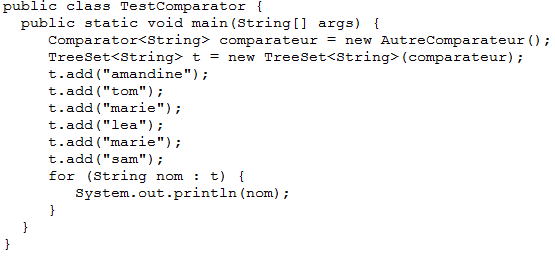 public class TestComparator {
public static void main(String[] args) {
Comparator<String> comparateur = new AutreComparateur();
TreeSet<String> t = new TreeSet<String>(comparateur);
t.add("amandine");
t.add("tom");
t.add("marie");
t.add("lea");
t.add("marie");
t.add("sam");
for (String nom : t) {
System.out.println(nom);
}
}
}